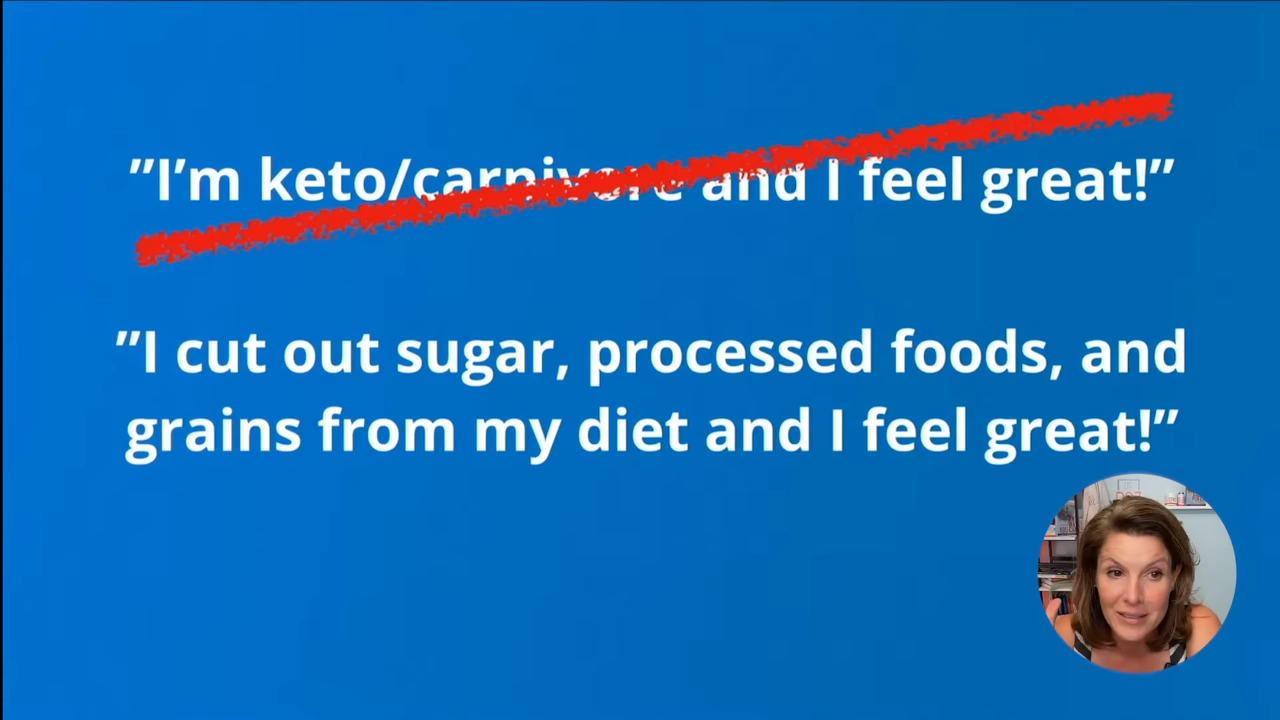 ”I’m keto/carnivore and I feel great!”
”I cut out sugar, processed foods, and
grains from my diet and I feel great!”